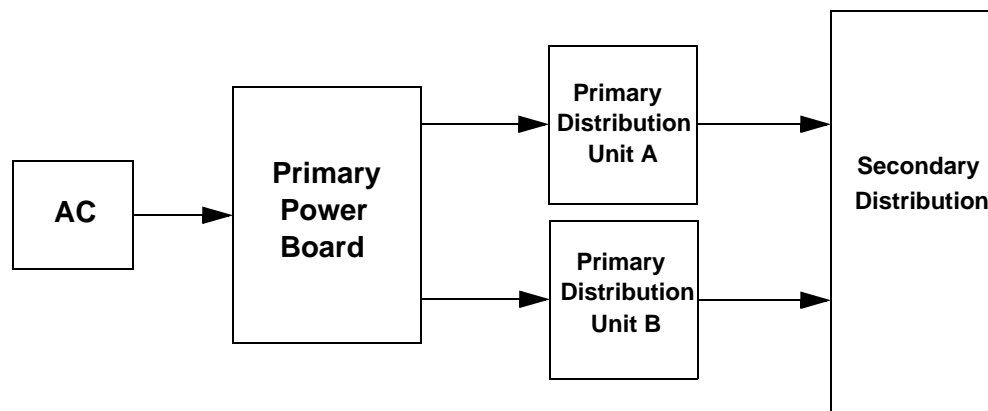 AC
Primary
Power
Board
Primary
Distribution
Unit A
Primary
Distribution
Unit B
Secondary
Distribution